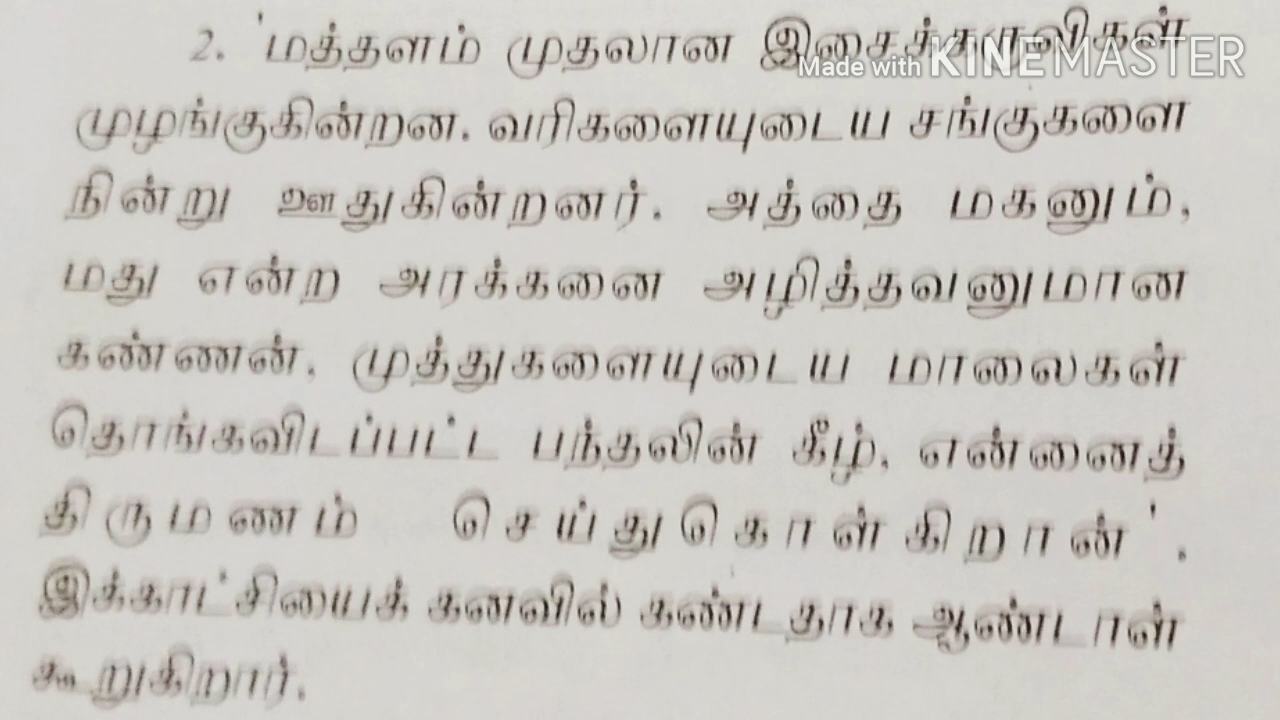 2. 'மத்தளம் முதலான இசைக்கருவிகள்
Made with KINEMASTER
முழங்குகின்றன. வரிகளையுடைய சங்குகளை
நின்று ஊதுகின்றனர். அத்தை மகனும்,
மது என்ற அரக்கனை அழித்தவனுமான
கண்ணன், முத்துகளையுடைய மாலைகள்
தொங்கவிடப்பட்ட பந்தலின் கீழ், என்னைத்
திருமணம் செய்துகொள்கிறான்'.
இக்காட்சியைக் கனவில் கண்டதாக ஆண்டாள்
கூறுகிறார்.